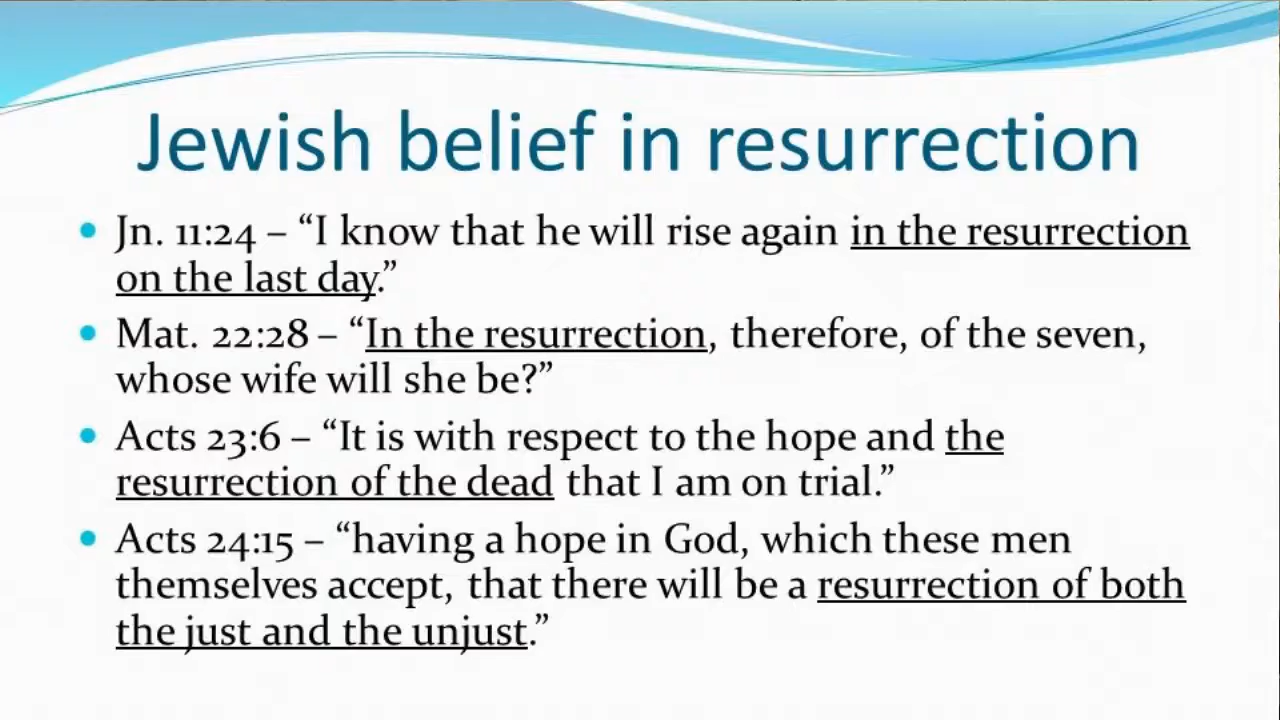 Jewish belief in resurrection
• Jn. 11:24 – “I know that he will rise again in the resurrection
on the last day.”
• Mat. 22:28 – “In the resurrection, therefore, of the seven,
whose wife will she be?”
• Acts 23:6 – “It is with respect to the hope and the
resurrection of the dead that I am on trial.”
• Acts 24:15 – “having a hope in God, which these men
themselves accept, that there will be a resurrection of both
the just and the unjust.”